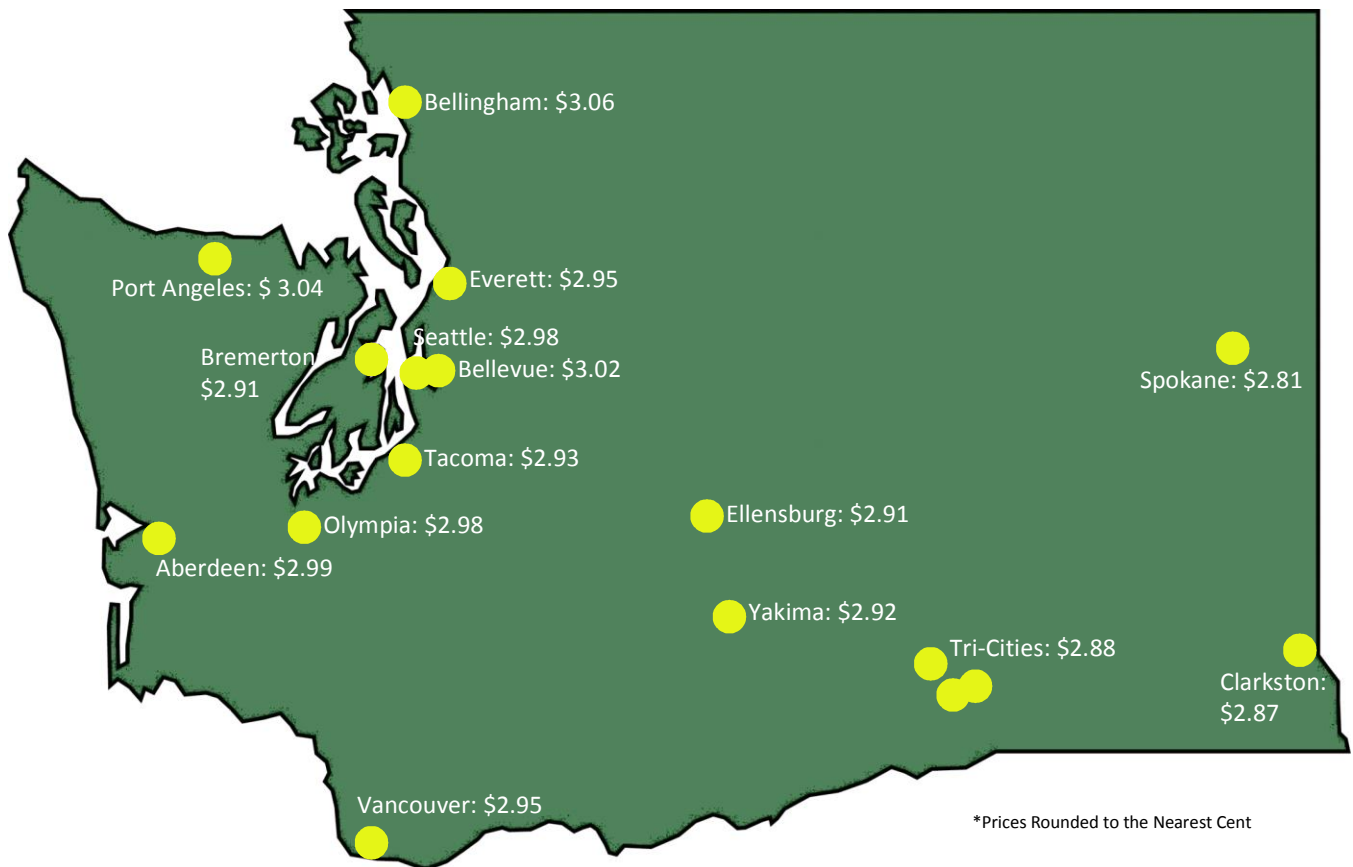 Bellingham: $3.06
Port Angeles: $ 3.04
Everett: $2.95
Seattle: $2.98
Bremerton
$2.91
Bellevue: $3.02
Spokane: $2.81
Tacoma: $2.93
Ellensburg: $2.91
Olympia: $2.98
Aberdeen: $2.99
Yakima: $2.92
Tri-Cities: $2.88
Clarkston:
$2.87
Vancouver: $2.95
*Prices Rounded to the Nearest Cent